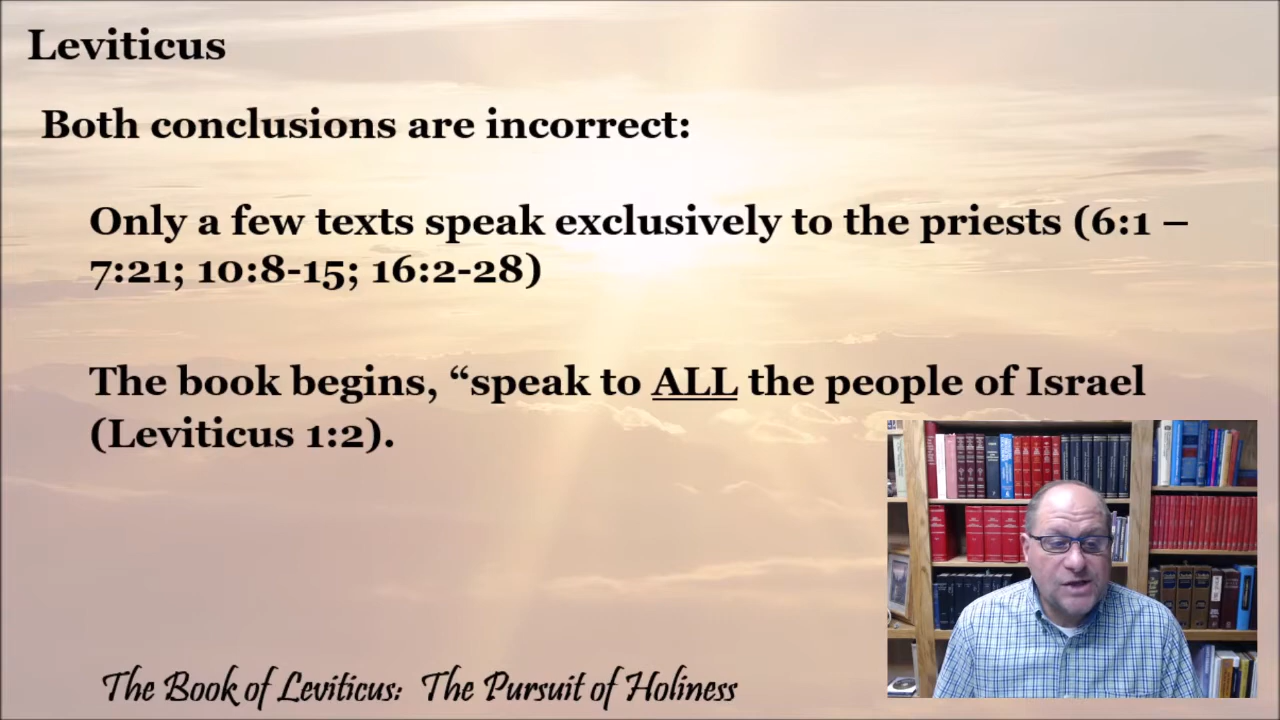 Leviticus
Both conclusions are incorrect:
Only a few texts speak exclusively to the priests (6:1 –
7:21; 10:8-15; 16:2-28)
The book begins, “speak to ALL the people of Israel
(Leviticus 1:2).
The Book of Leviticus: The Pursuit of Holiness